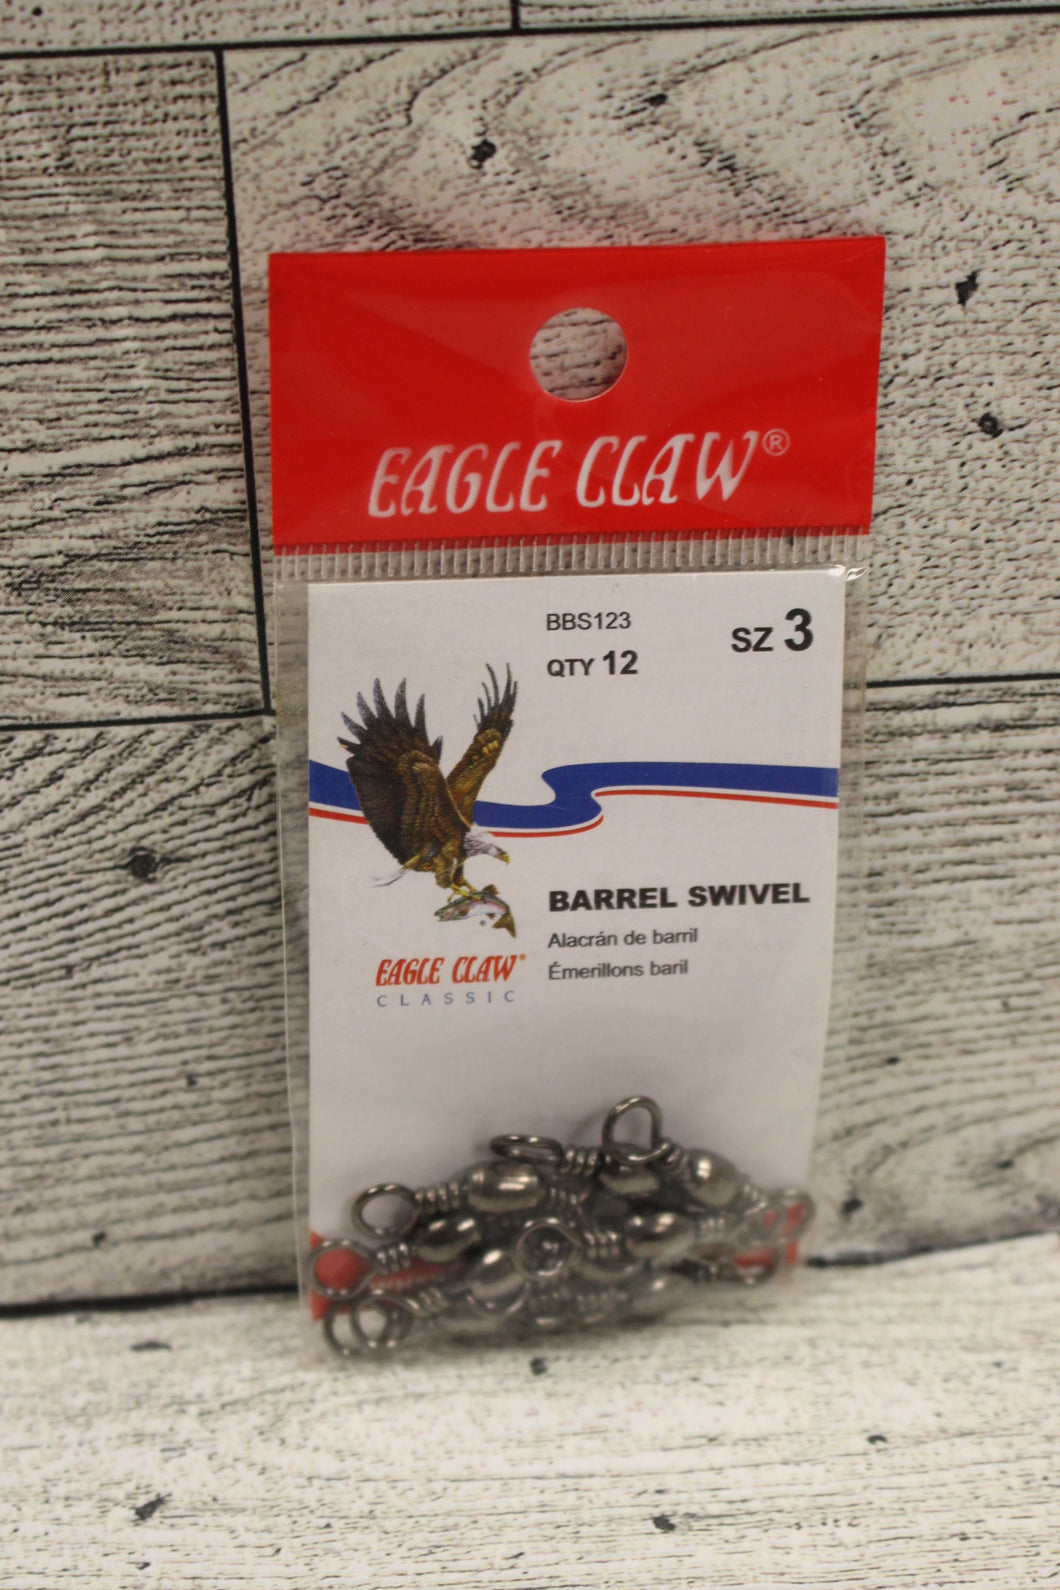 EAGLE CLAW®
BBS123
QTY 12
SZ 3
BARREL SWIVEL
Alacrán de barril
Émerillons baril
EAGLE CLAW®
CLASSIC